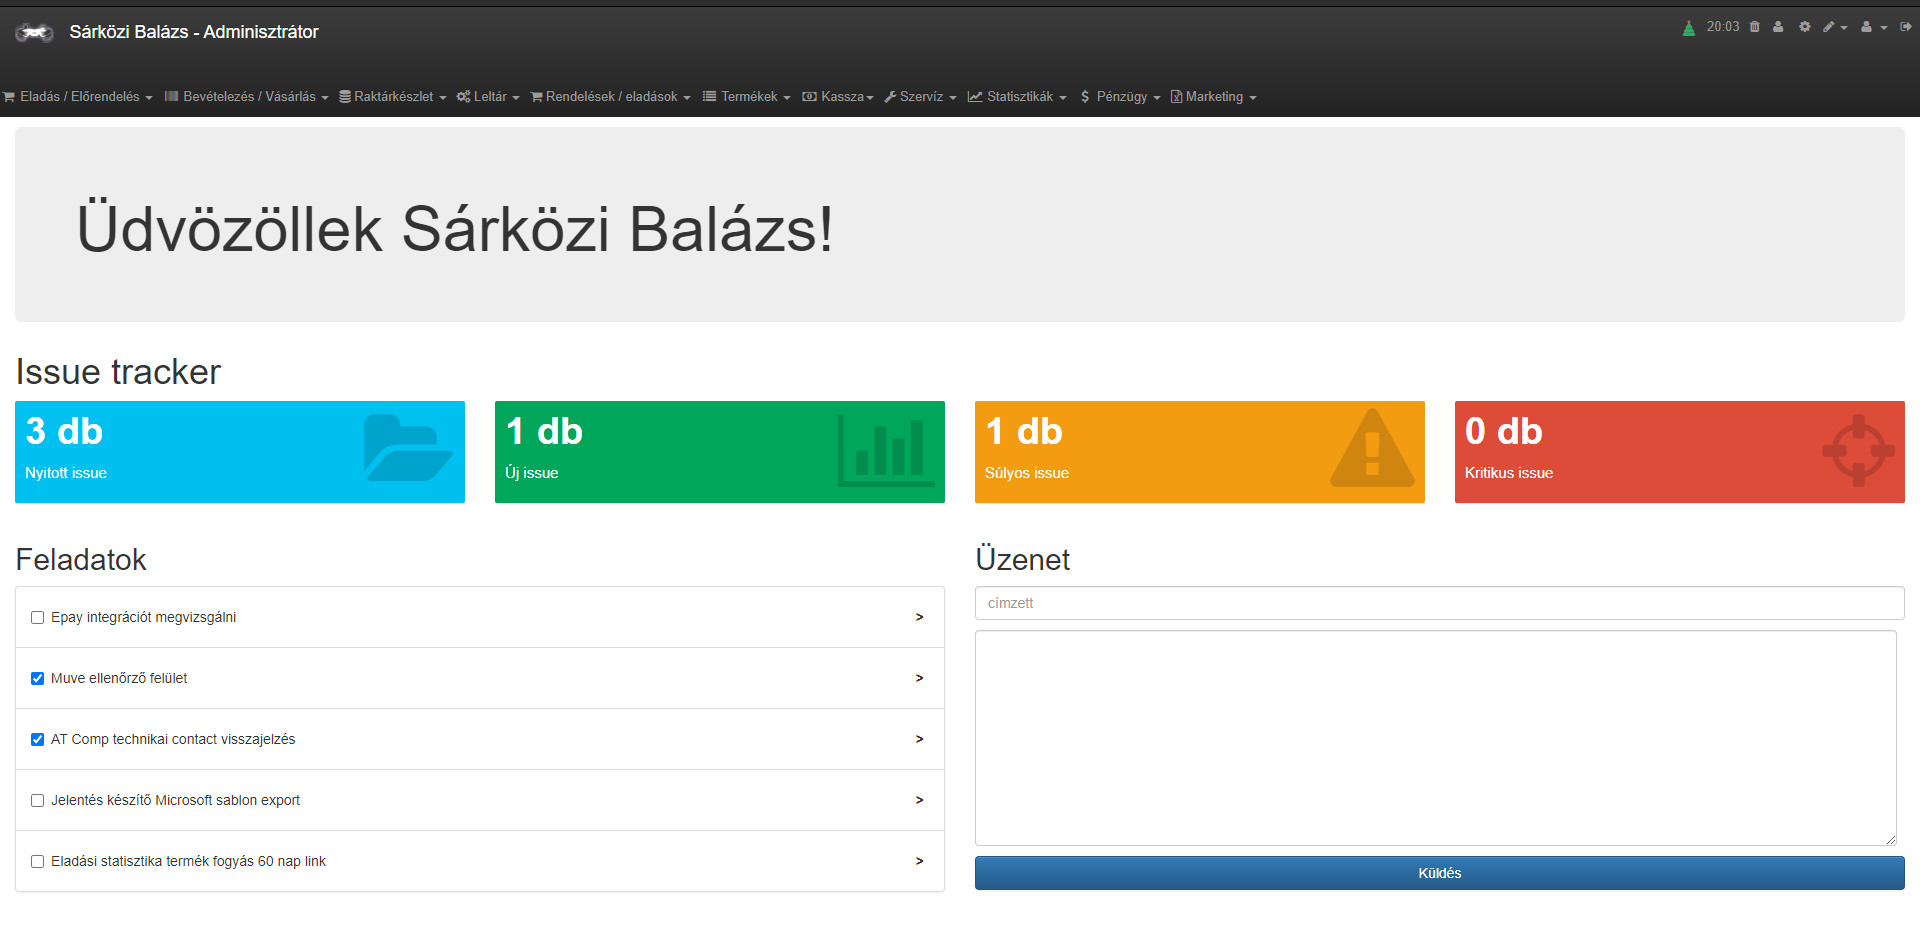 Sárközi Balázs - Adminisztrátor
20:03
Eladás / Előrendelés Bevételezés / Vásárlás Raktárkészlet Leltár Rendelések / eladások Termékek Kassza Szervíz Statisztikák Pénzügy Marketing
Üdvözöllek Sárközi Balázs!
Issue tracker
3 db
Nyitott issue
1 db
Új issue
1 db
Súlyos issue
0 db
Kritikus issue
Feladatok
Epay integrációt megvizsgálni >
Muve ellenőrző felület >
AT Comp technikai contact visszajelzés >
Jelentés készítő Microsoft sablon export >
Eladási statisztika termék fogyás 60 nap link >
Üzenet
címzett
Küldés